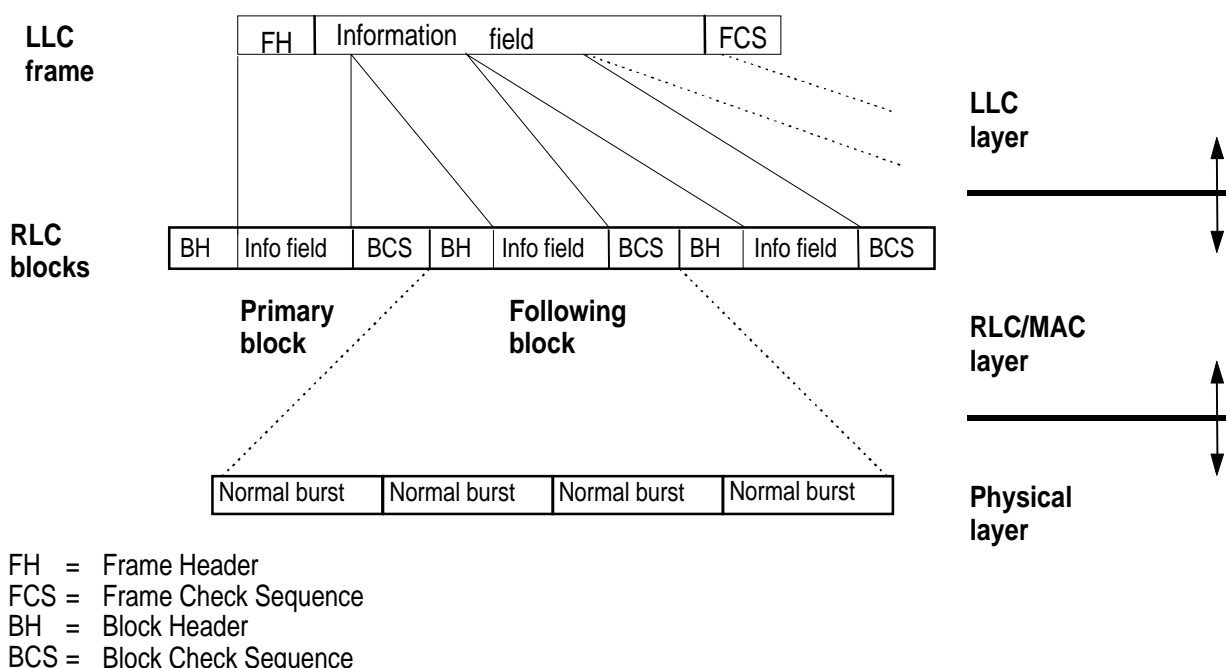 LLC
frame
FH Information field FCS
LLC
layer
RLC
blocks
BH Info field BCS BH Info field BCS BH Info field BCS
Primary
block
Following
block
RLC/MAC
layer
Normal burst Normal burst Normal burst Normal burst
Physical
layer
FH = Frame Header
FCS = Frame Check Sequence
BH = Block Header
BCS = Block Check Sequence